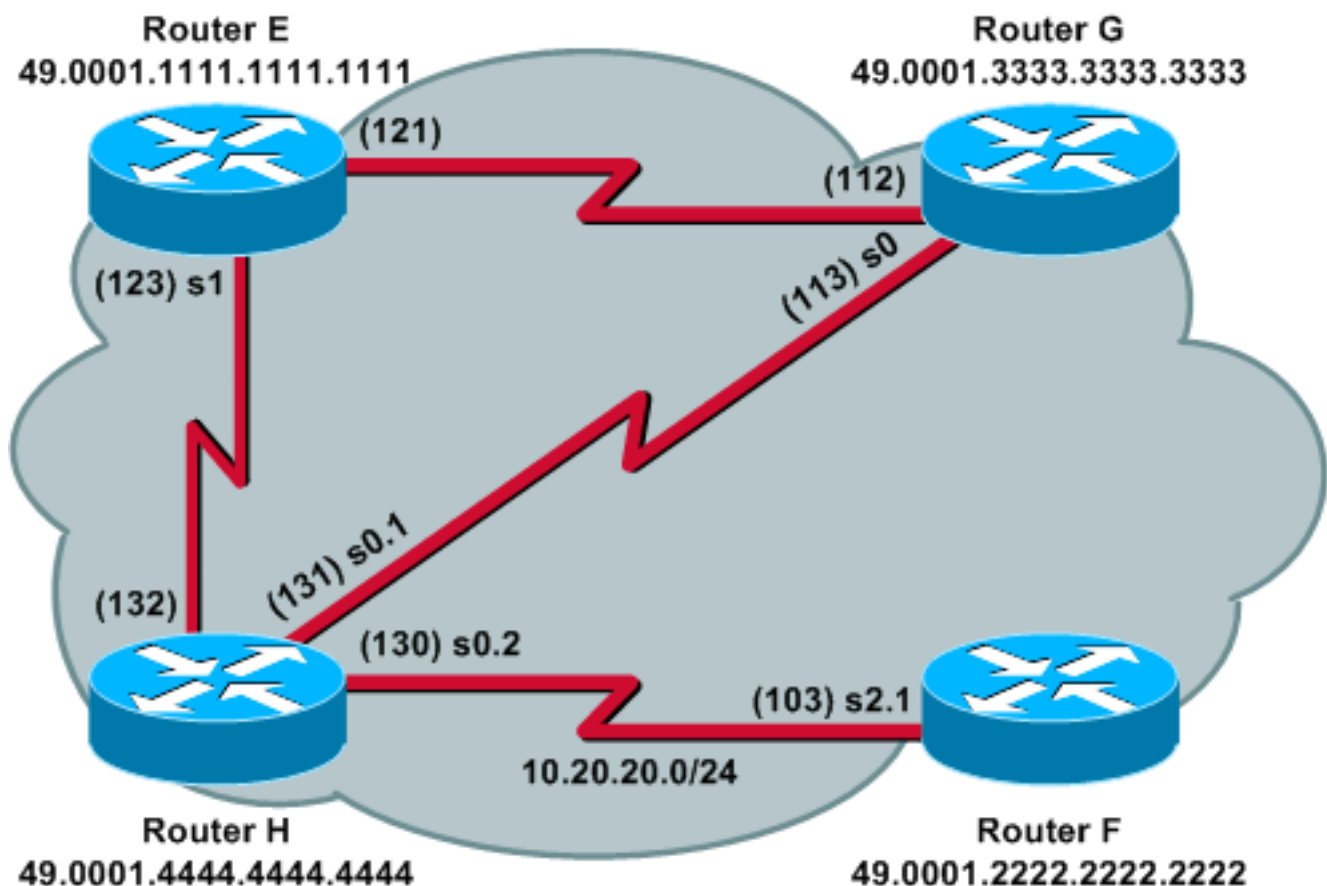 Router E
49.0001.1111.1111.1111
Router G
49.0001.3333.3333.3333
(121)
(112)
(123) s1
(113) s0
(132)
(131) s0.1
(130) s0.2
(103) s2.1
10.20.20.0/24
Router H
49.0001.4444.4444.4444
Router F
49.0001.2222.2222.2222